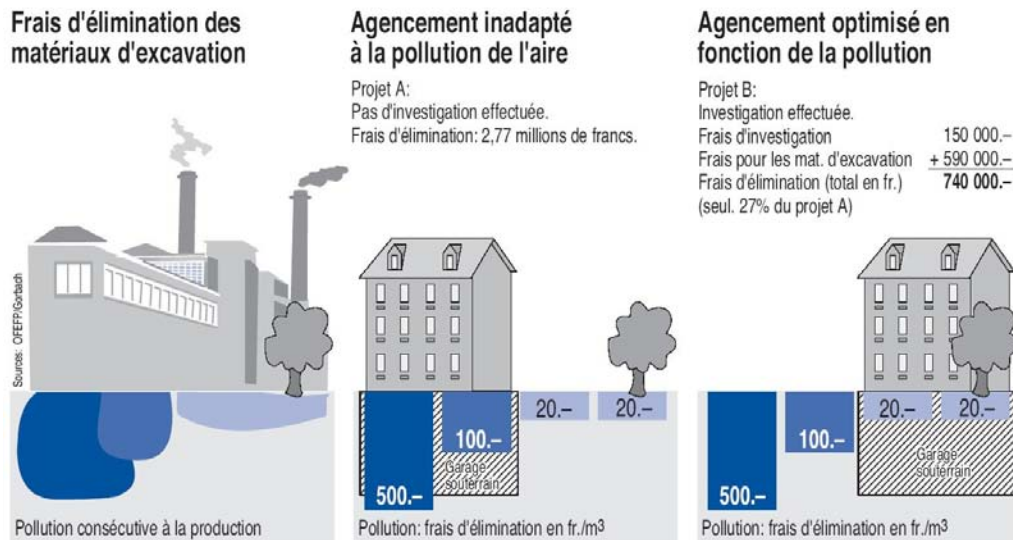 Frais d'élimination des
matériaux d'excavation
Sources: OFEFP/Gorbach
Pollution consécutive à la production
Agencement inadapté
à la pollution de l'aire
Projet A:
Pas d'investigation effectuée.
Frais d'élimination: 2,77 millions de francs.
20.–
20.–
100.–
Garage
souterrain
500.–
Pollution: frais d'élimination en fr./m³
Agencement optimisé en
fonction de la pollution
Projet B:
Investigation effectuée.
Frais d'investigation 150 000.–
Frais pour les mat. d'excavation + 590 000.–
Frais d'élimination (total en fr.) 740 000.–
(seul. 27% du projet A)
20.–
20.–
100.–
Garage
souterrain
500.–
Pollution: frais d'élimination en fr./m³